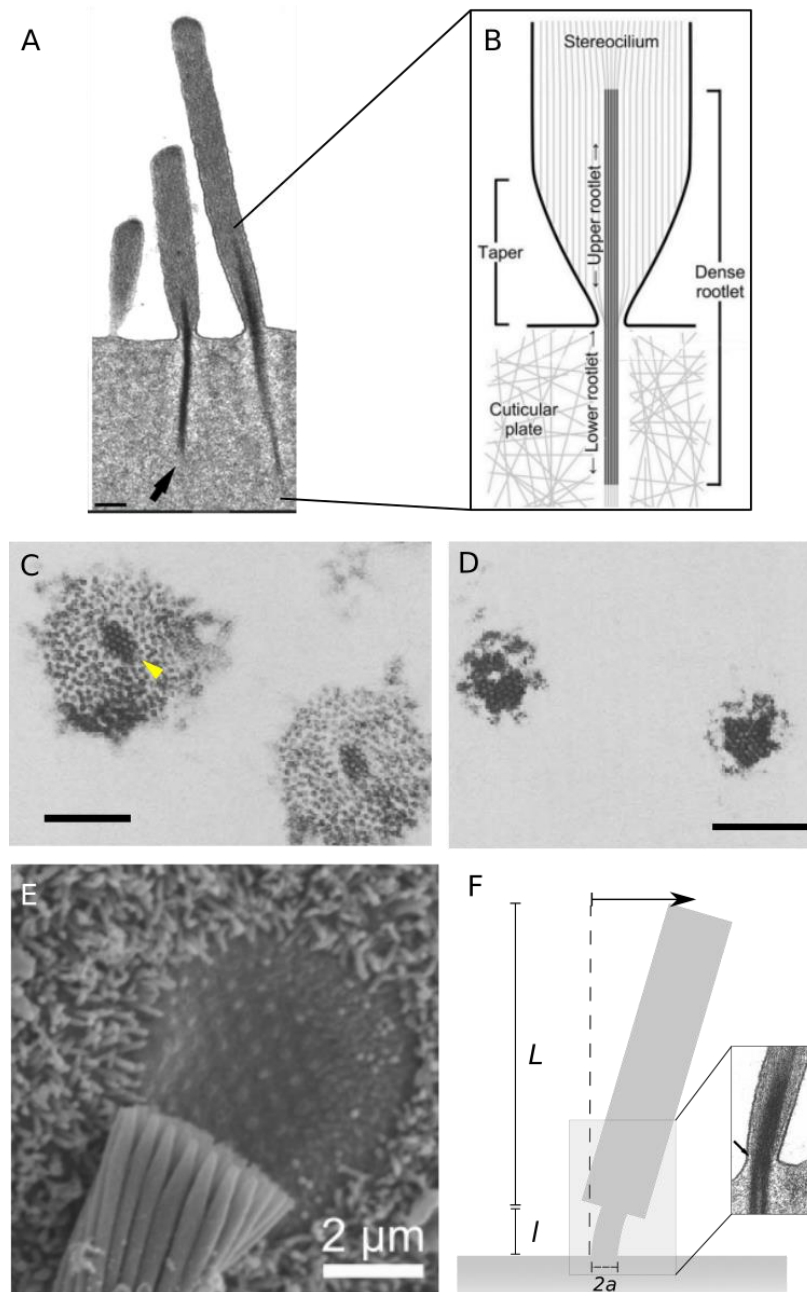 A
B
Stereocilium
← Upper rootlet →
Taper
Dense
rootlet
Cuticular
plate
← Lower rootlet →
C
D
E
2 µm
F
L
l
2a